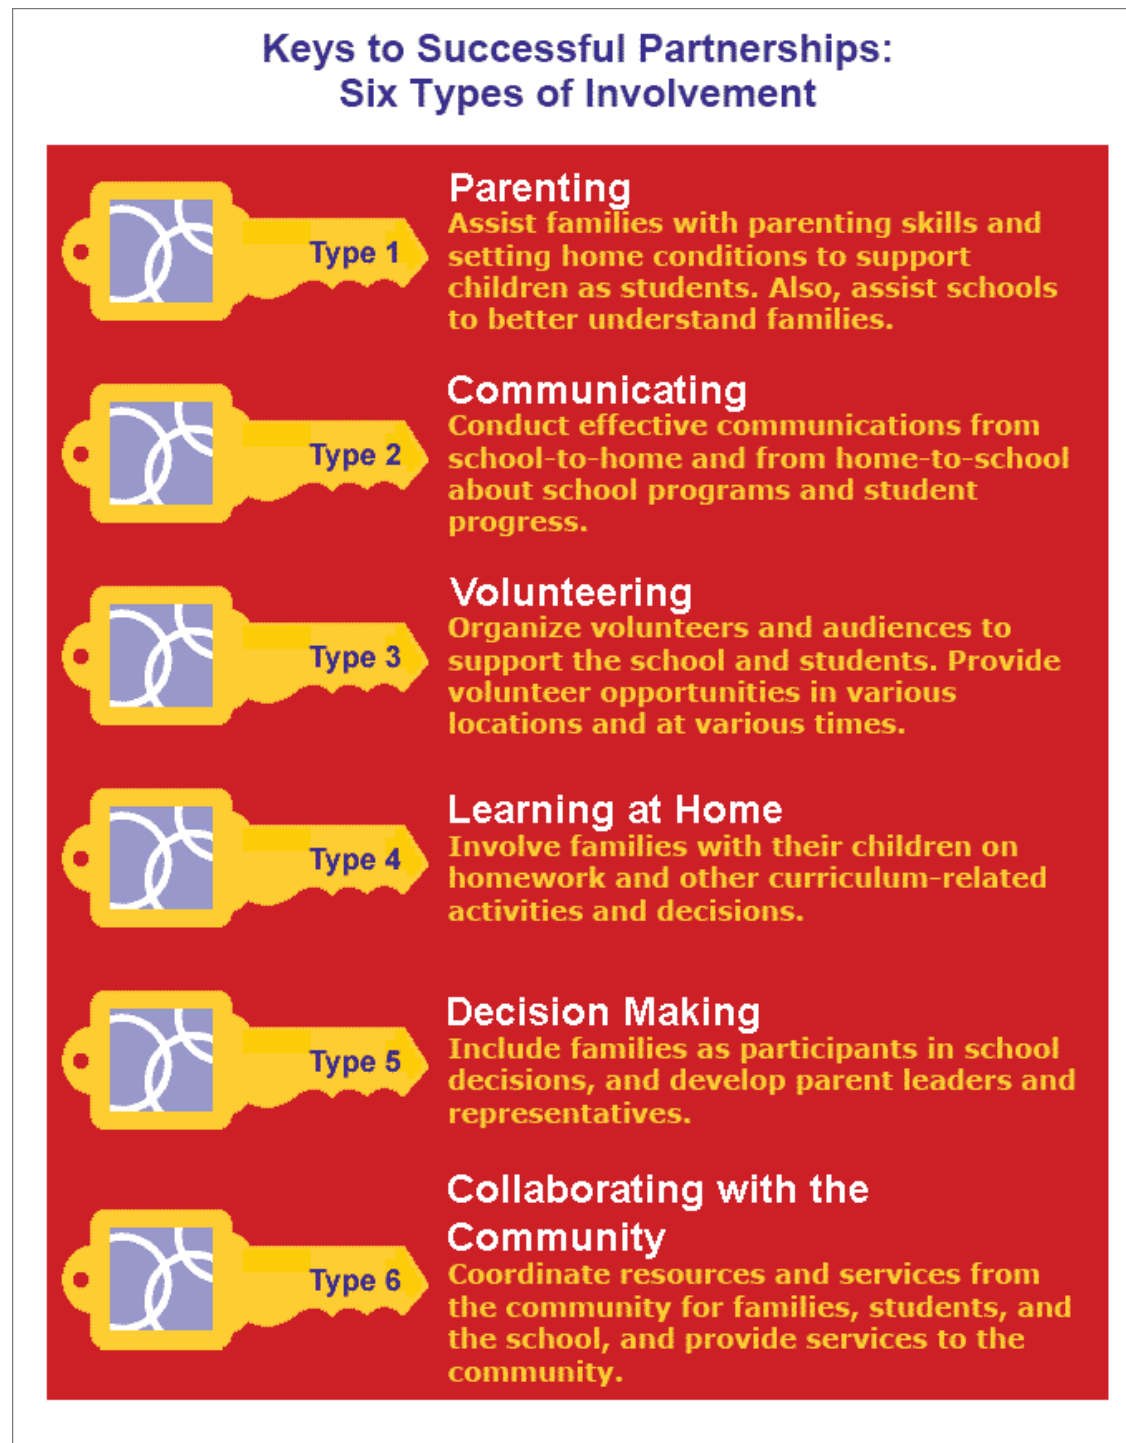 Keys to Successful Partnerships:
Six Types of Involvement
Type 1
Parenting
Assist families with parenting skills and
setting home conditions to support
children as students. Also, assist schools
to better understand families.
Type 2
Communicating
Conduct effective communications from
school-to-home and from home-to-school
about school programs and student
progress.
Type 3
Volunteering
Organize volunteers and audiences to
support the school and students. Provide
volunteer opportunities in various
locations and at various times.
Type 4
Learning at Home
Involve families with their children on
homework and other curriculum-related
activities and decisions.
Type 5
Decision Making
Include families as participants in school
decisions, and develop parent leaders and
representatives.
Type 6
Collaborating with the
Community
Coordinate resources and services from
the community for families, students, and
the school, and provide services to the
community.